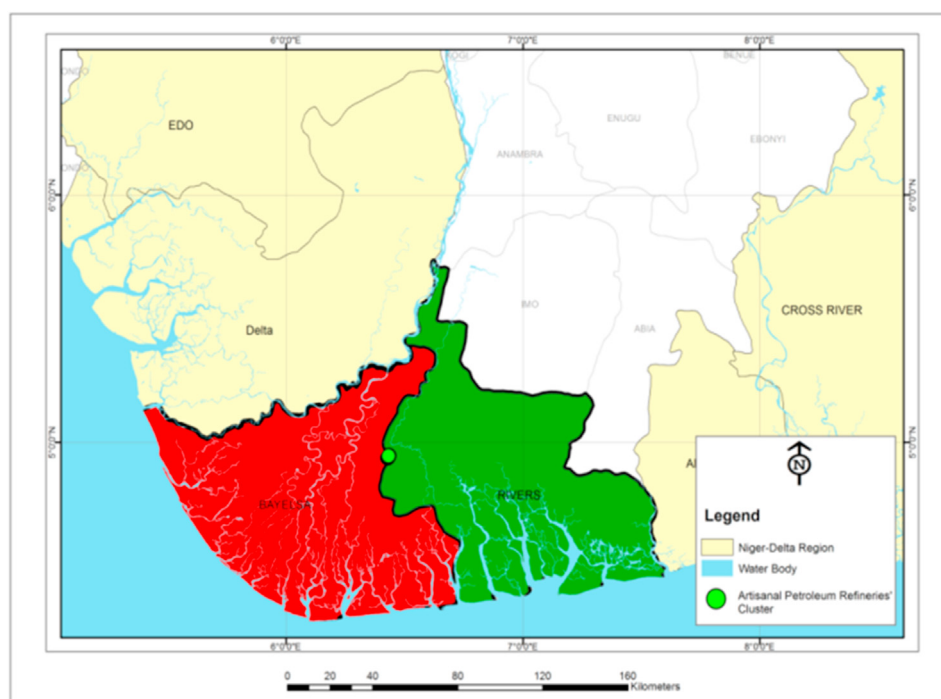 6°0'0"E 7°0'0"E 8°0'0"E
ONDO
EDO
ENUGU
EBONYI
ANAMBRA
ONDO
6°0'0"N 6°0'0"N
IMO
CROSS RIVER
Delta
ABIA
5°0'0"N 5°0'0"N
RIVERS
BAYELSA
N
Legend
Niger-Delta Region
Water Body
Artisanal Petroleum Refineries'
Cluster
6°0'0"E 7°0'0"E 8°0'0"E
0 20 40 80 120 160
Kilometers